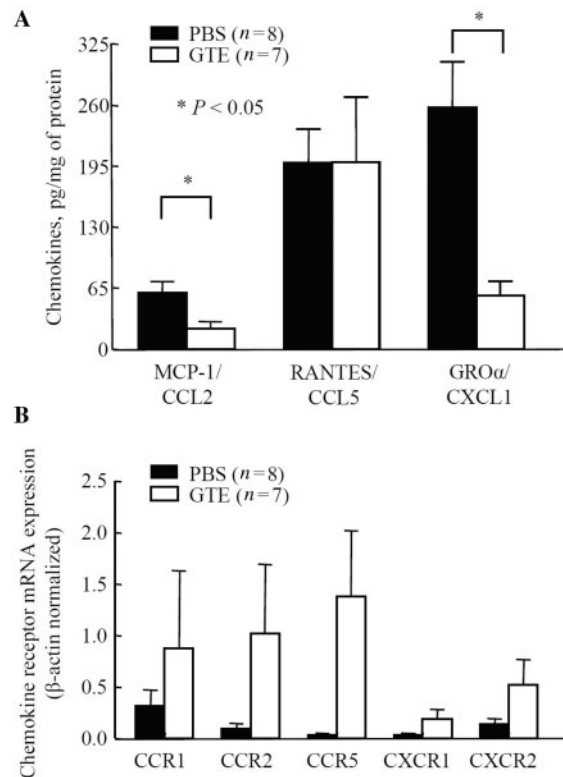 A
Chemokines, pg/mg of protein
325
260
195
130
65
0
PBS (n=8)
GTE (n=7)
* P < 0.05
*
*
MCP-1/
CCL2
RANTES/
CCL5
GROα/
CXCL1
B
Chemokine receptor mRNA expression
(β-actin normalized)
2.5
2.0
1.5
1.0
0.5
0.0
PBS (n=8)
GTE (n=7)
CCR1
CCR2
CCR5
CXCR1
CXCR2